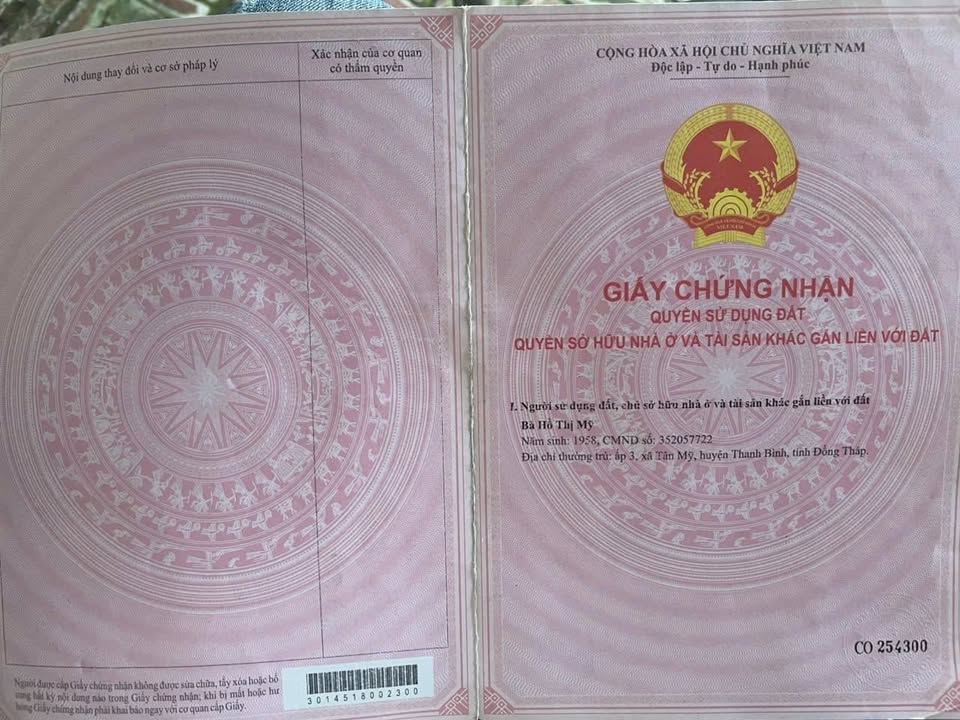 Nội dung thay đổi và cơ sở pháp lý
Xác nhận của cơ quan
có thẩm quyền
Người được cấp Giấy chứng nhận không được sửa chữa, tẩy xóa hoặc bổ
sung bất kỳ nội dung nào trong Giấy chứng nhận; khi bị mất hoặc hư
hỏng Giấy chứng nhận phải khai báo ngay với cơ quan cấp Giấy.
3014518002300
CỘNG HÒA XÃ HỘI CHỦ NGHĨA VIỆT NAM
Độc lập - Tự do - Hạnh phúc
VIỆT NAM
GIẤY CHỨNG NHẬN
QUYỀN SỬ DỤNG ĐẤT
QUYỀN SỞ HỮU NHÀ Ở VÀ TÀI SẢN KHÁC GẮN LIỀN VỚI ĐẤT
I. Người sử dụng đất, chủ sở hữu nhà ở và tài sản khác gắn liền với đất
Bà Hồ Thị Mỹ
Năm sinh: 1958, CMND số: 352057722
Địa chỉ thường trú: ấp 3, xã Tân Mỹ, huyện Thanh Bình, tỉnh Đồng Tháp.
CO 254300